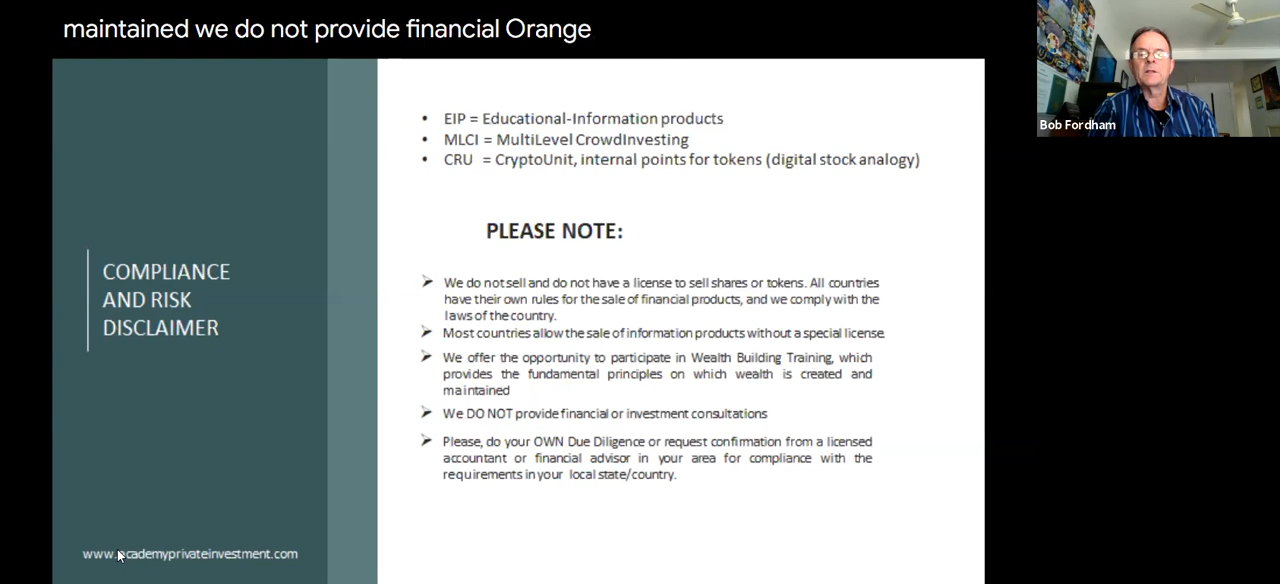 maintained we do not provide financial Orange
Bob Fordham
• EIP = Educational-Information products
• MLCI = MultiLevel CrowdInvesting
• CRU = CryptoUnit, internal points for tokens (digital stock analogy)
PLEASE NOTE:
COMPLIANCE
AND RISK
DISCLAIMER
➢ We do not sell and do not have a license to sell shares or tokens. All countries
have their own rules for the sale of financial products, and we comply with the
laws of the country.
➢ Most countries allow the sale of information products without a special license.
➢ We offer the opportunity to participate in Wealth Building Training, which
provides the fundamental principles on which wealth is created and
maintained
➢ We DO NOT provide financial or investment consultations
➢ Please, do your OWN Due Diligence or request confirmation from a licensed
accountant or financial advisor in your area for compliance with the
requirements in your local state/country.
www.academyprivateinvestment.com